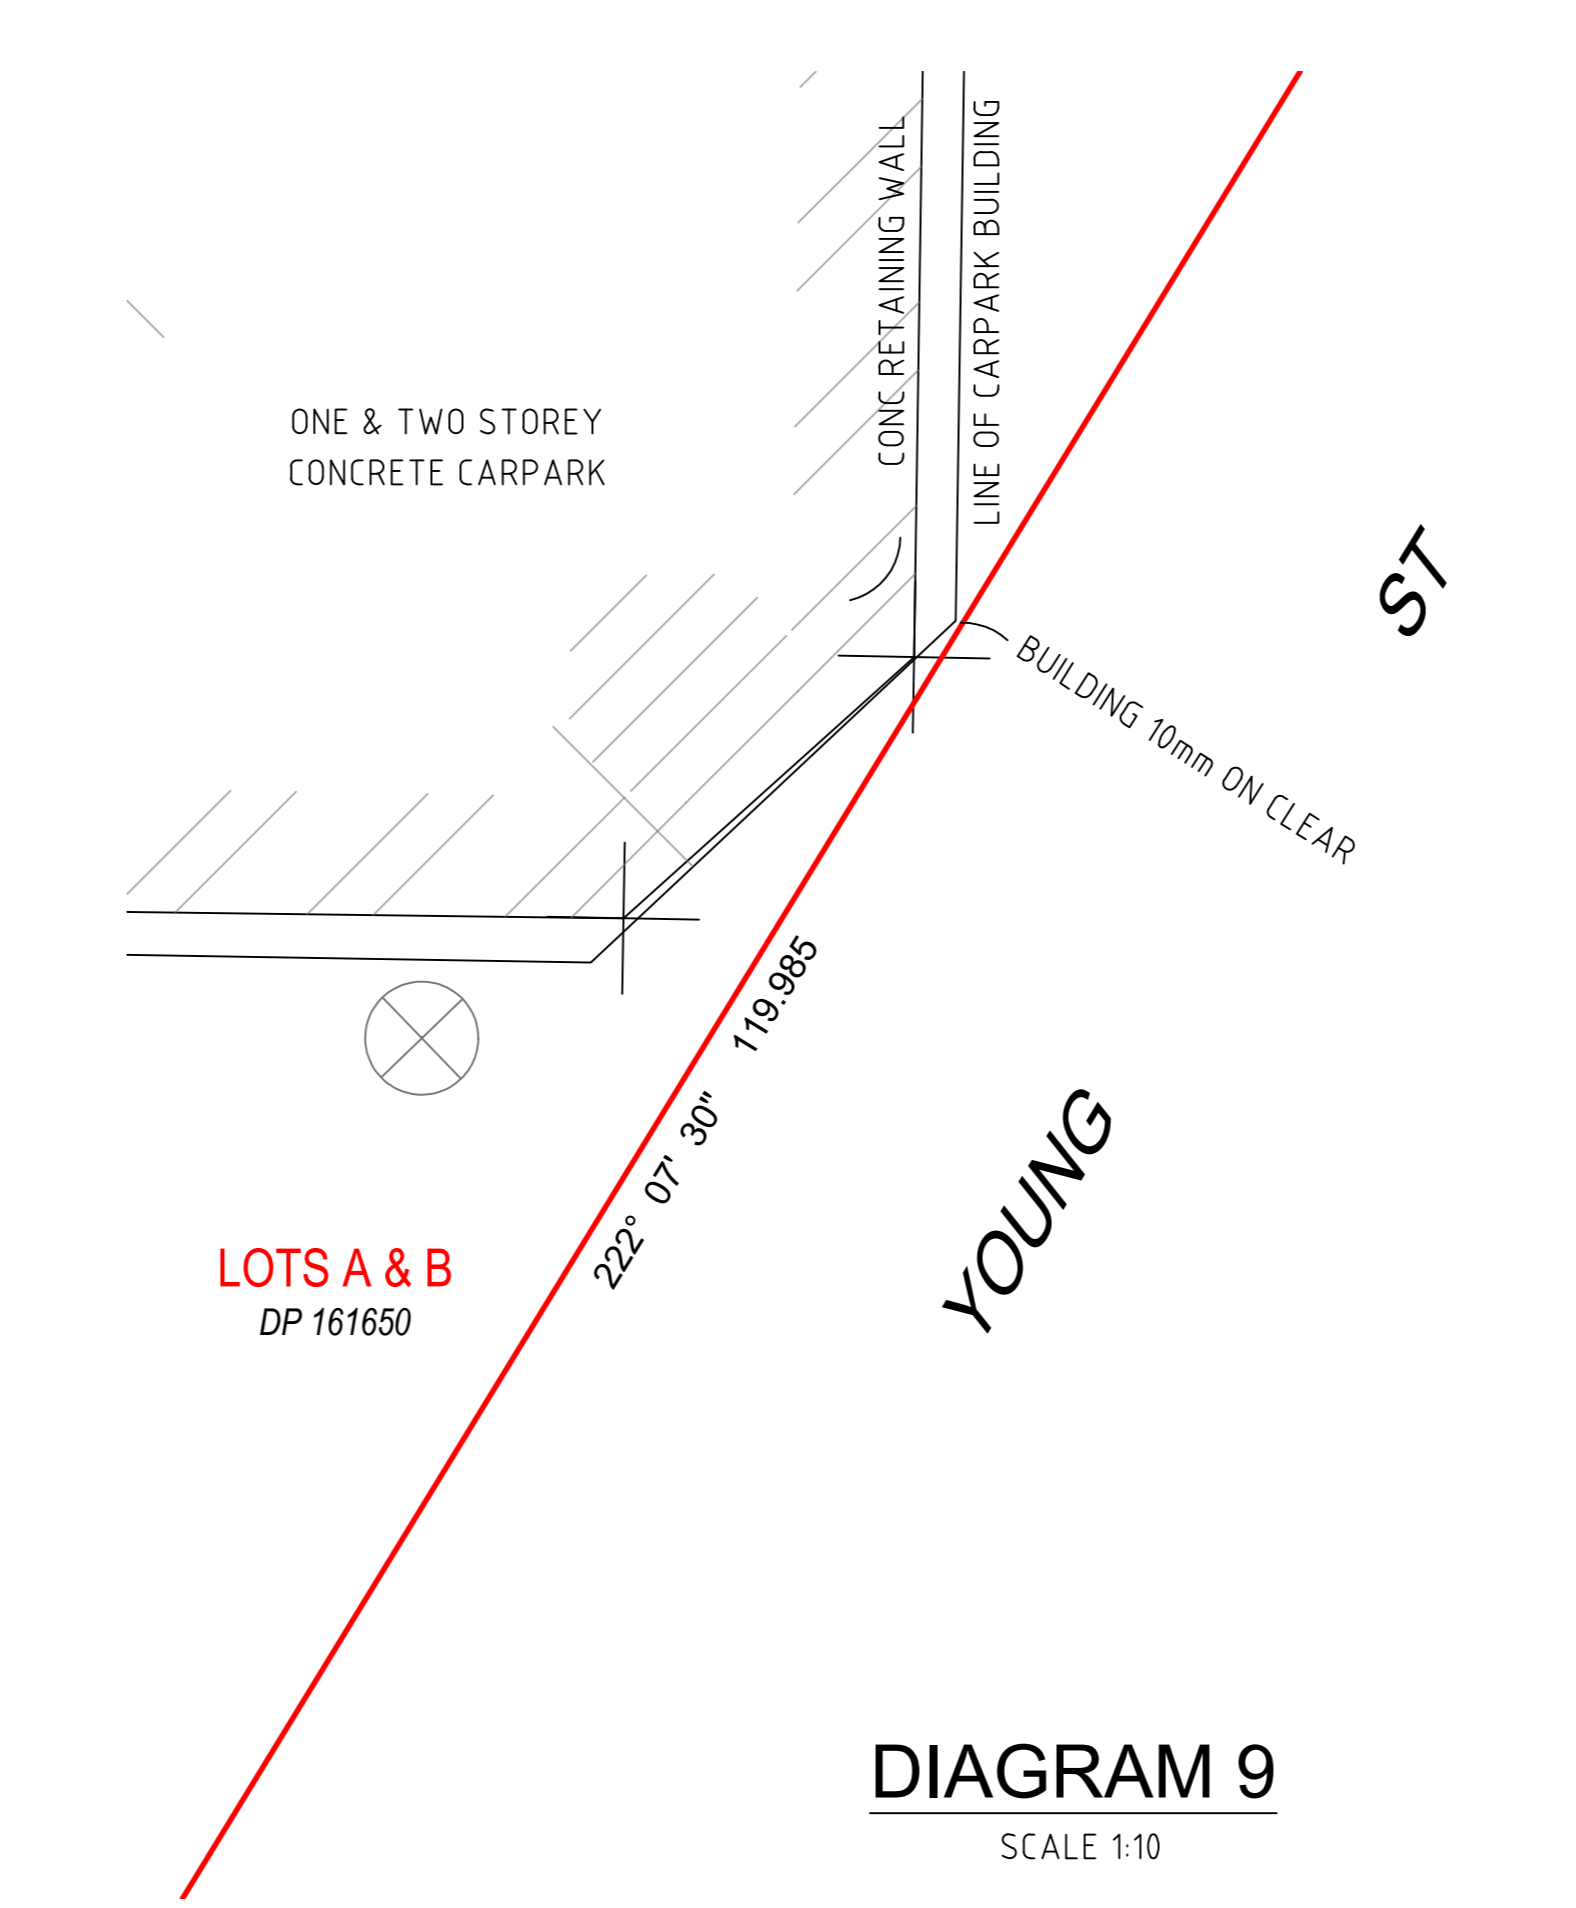 CONC RETAINING WALL
LINE OF CARPARK BUILDING
ONE & TWO STOREY
CONCRETE CARPARK
BUILDING 10mm ON CLEAR
222° 07' 30" 119.985
YOUNG ST
LOTS A & B
DP 161650
DIAGRAM 9
SCALE 1:10